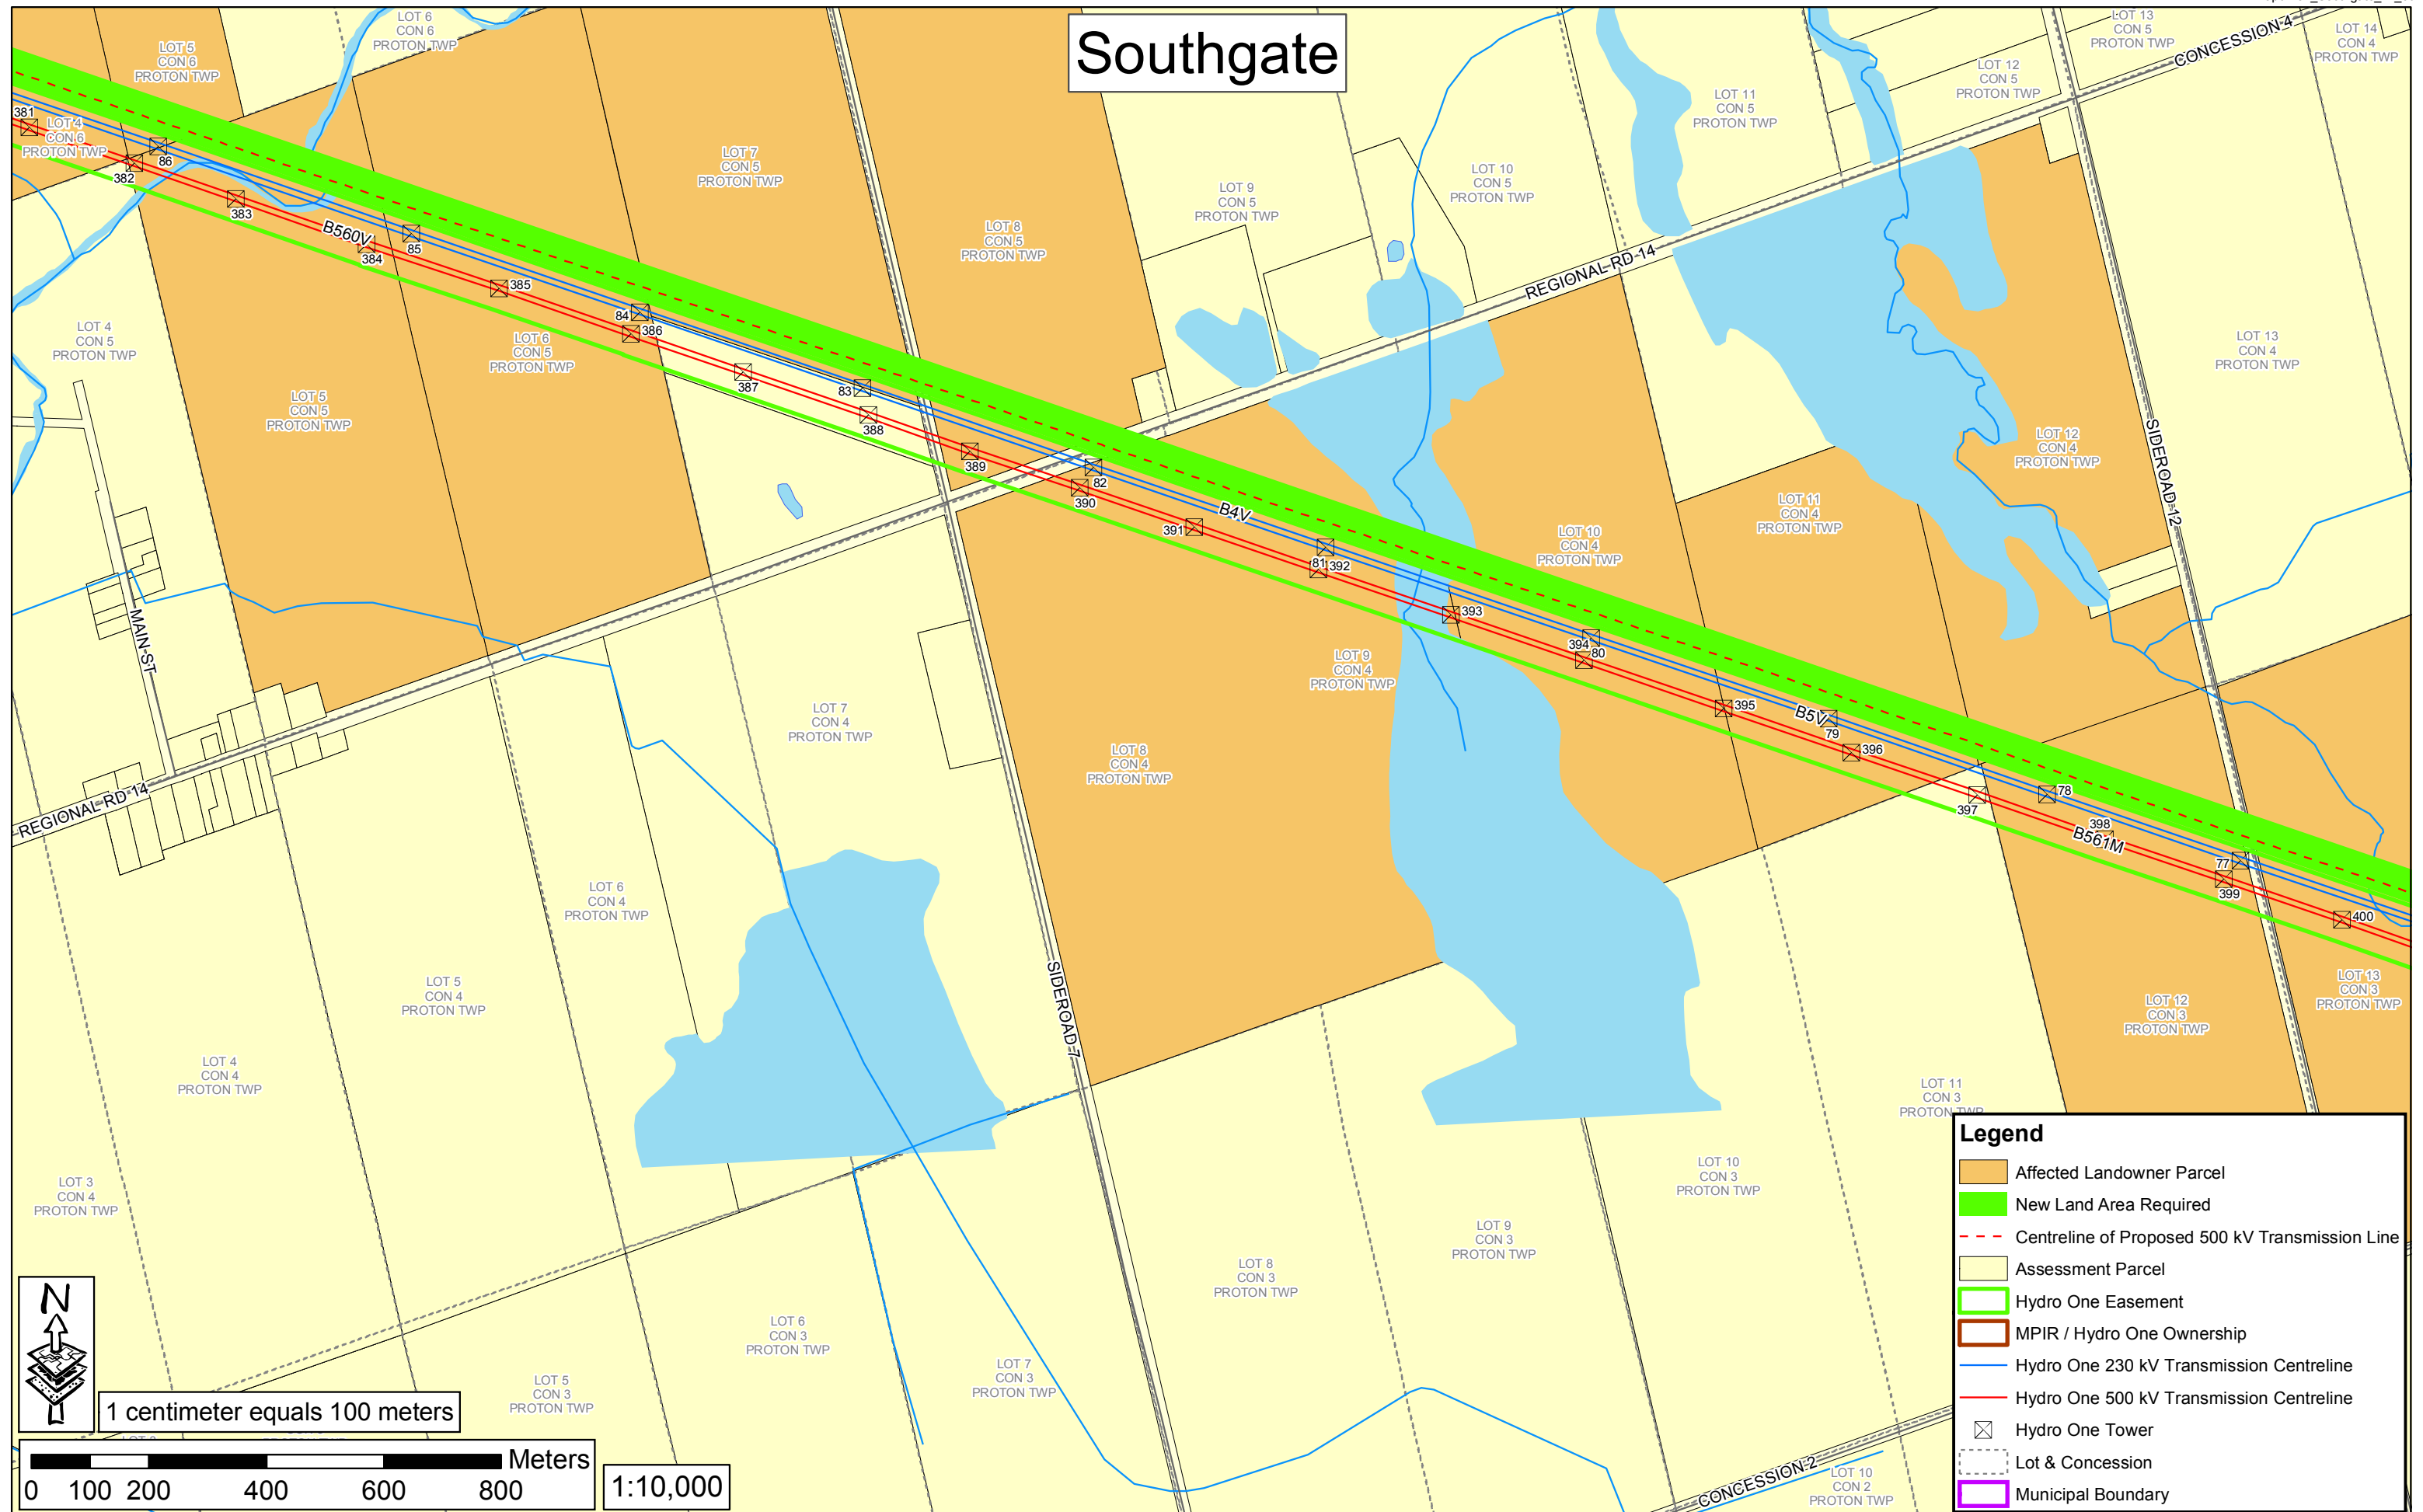 Southgate
LOT 5
CON 6
PROTON TWP
LOT 6
CON 6
PROTON TWP
LOT 13
CON 5
PROTON TWP
LOT 14
CON 4
PROTON TWP
CONCESSION 4
LOT 12
CON 5
PROTON TWP
LOT 11
CON 5
PROTON TWP
381
LOT 4
CON 6
PROTON TWP
86
382
383
LOT 7
CON 5
PROTON TWP
LOT 10
CON 5
PROTON TWP
LOT 9
CON 5
PROTON TWP
LOT 8
CON 5
PROTON TWP
B560V
384
85
385
REGIONAL RD 14
84
386
LOT 4
CON 5
PROTON TWP
LOT 6
CON 5
PROTON TWP
LOT 13
CON 4
PROTON TWP
387
83
388
LOT 5
CON 5
PROTON TWP
389
82
390
LOT 12
CON 4
PROTON TWP
SIDEROAD 12
B4V
391
LOT 11
CON 4
PROTON TWP
LOT 10
CON 4
PROTON TWP
81
392
393
394
80
MAIN ST
LOT 9
CON 4
PROTON TWP
395
B5V
79
396
LOT 7
CON 4
PROTON TWP
LOT 8
CON 4
PROTON TWP
REGIONAL RD 14
397
78
398
B561M
77
399
400
LOT 6
CON 4
PROTON TWP
LOT 5
CON 4
PROTON TWP
SIDEROAD 7
LOT 13
CON 3
PROTON TWP
LOT 12
CON 3
PROTON TWP
LOT 4
CON 4
PROTON TWP
LOT 11
CON 3
PROTON TWP
LOT 3
CON 4
PROTON TWP
LOT 10
CON 3
PROTON TWP
LOT 9
CON 3
PROTON TWP
LOT 8
CON 3
PROTON TWP
LOT 6
CON 3
PROTON TWP
LOT 7
CON 3
PROTON TWP
LOT 5
CON 3
PROTON TWP
CONCESSION 2
LOT 10
CON 2
PROTON TWP
Legend
Affected Landowner Parcel
New Land Area Required
Centreline of Proposed 500 kV Transmission Line
Assessment Parcel
Hydro One Easement
MPIR / Hydro One Ownership
Hydro One 230 kV Transmission Centreline
Hydro One 500 kV Transmission Centreline
Hydro One Tower
Lot & Concession
Municipal Boundary
N
1 centimeter equals 100 meters
Meters
0 100 200 400 600 800
1:10,000